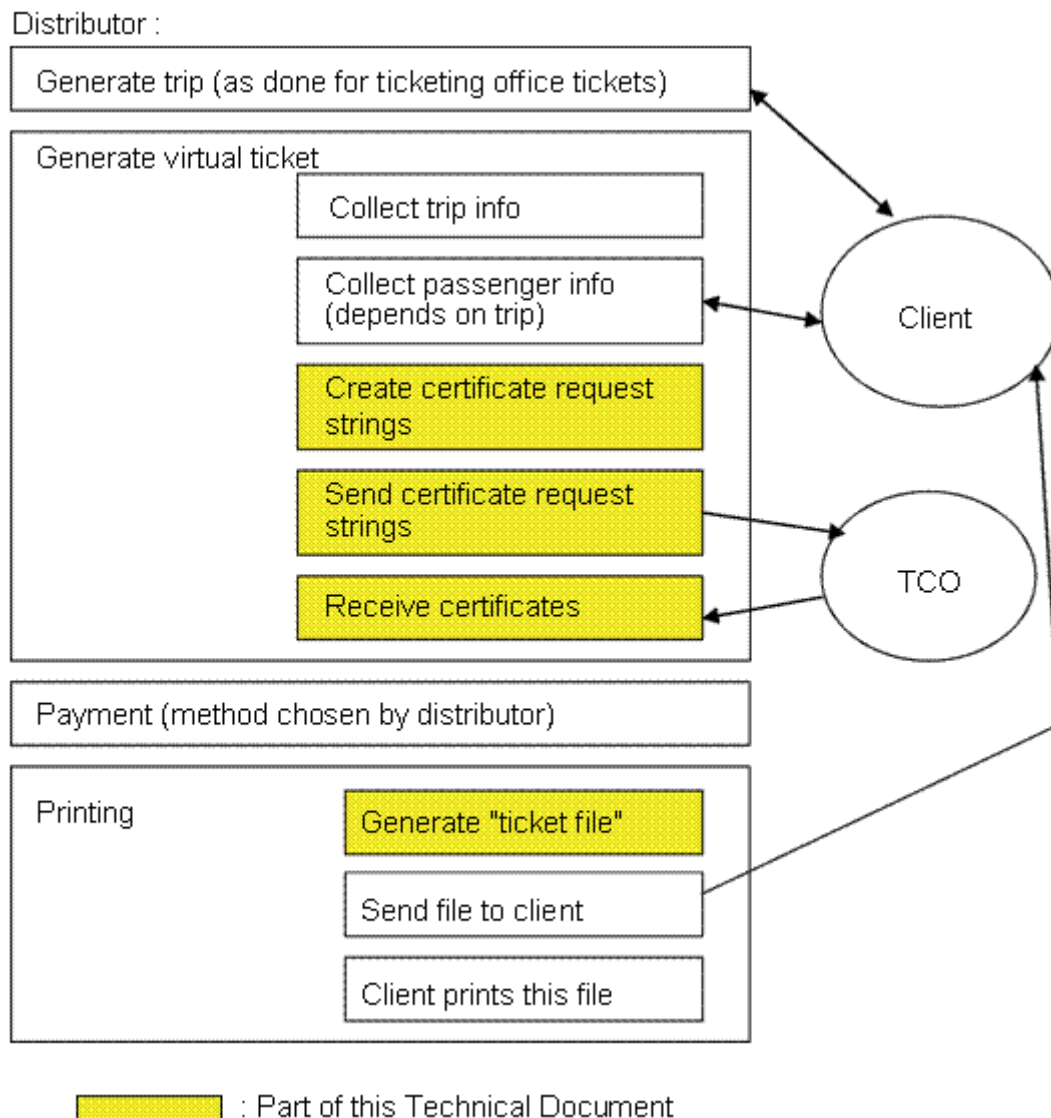 Distributor :
Generate trip (as done for ticketing office tickets)
Generate virtual ticket
Collect trip info
Collect passenger info
(depends on trip)
Client
Create certificate request
strings
Send certificate request
strings
TCO
Receive certificates
Payment (method chosen by distributor)
Printing
Generate "ticket file"
Send file to client
Client prints this file
: Part of this Technical Document